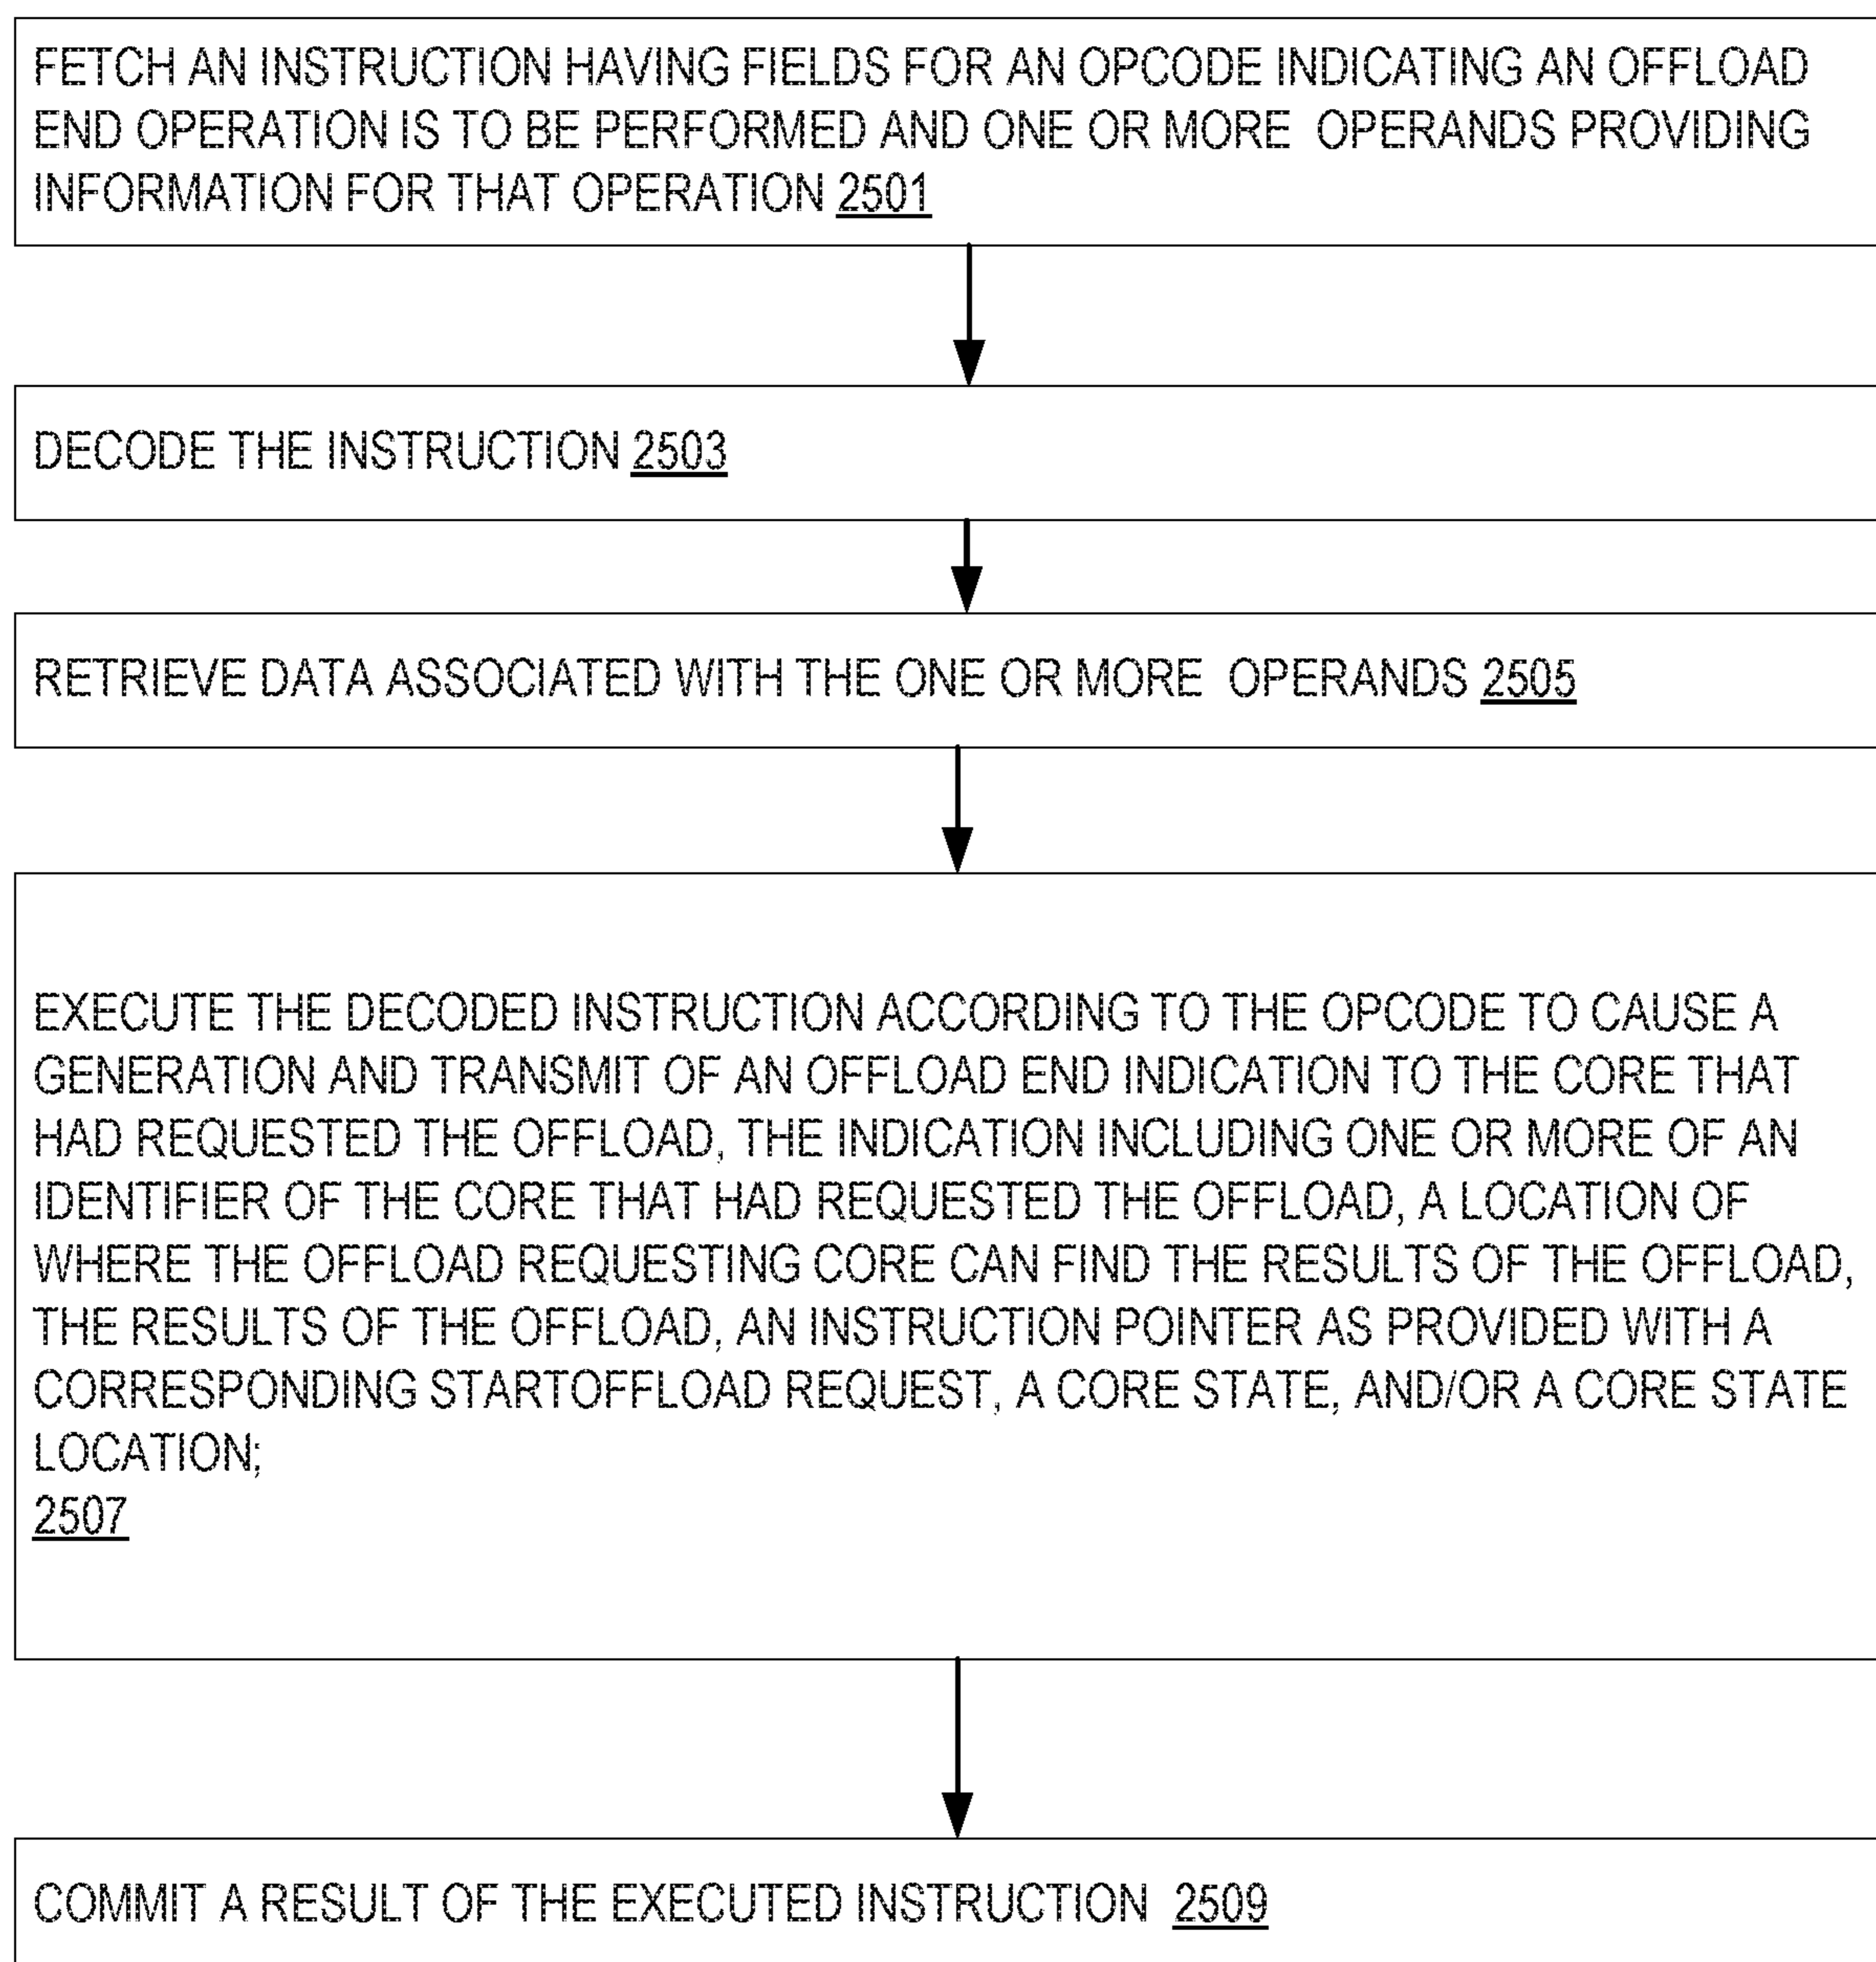 FETCH AN INSTRUCTION HAVING FIELDS FOR AN OPCODE INDICATING AN OFFLOAD
END OPERATION IS TO BE PERFORMED AND ONE OR MORE OPERANDS PROVIDING
INFORMATION FOR THAT OPERATION 2501
DECODE THE INSTRUCTION 2503
RETRIEVE DATA ASSOCIATED WITH THE ONE OR MORE OPERANDS 2505
EXECUTE THE DECODED INSTRUCTION ACCORDING TO THE OPCODE TO CAUSE A
GENERATION AND TRANSMIT OF AN OFFLOAD END INDICATION TO THE CORE THAT
HAD REQUESTED THE OFFLOAD, THE INDICATION INCLUDING ONE OR MORE OF AN
IDENTIFIER OF THE CORE THAT HAD REQUESTED THE OFFLOAD, A LOCATION OF
WHERE THE OFFLOAD REQUESTING CORE CAN FIND THE RESULTS OF THE OFFLOAD,
THE RESULTS OF THE OFFLOAD, AN INSTRUCTION POINTER AS PROVIDED WITH A
CORRESPONDING STARTOFFLOAD REQUEST, A CORE STATE, AND/OR A CORE STATE
LOCATION;
2507
COMMIT A RESULT OF THE EXECUTED INSTRUCTION 2509